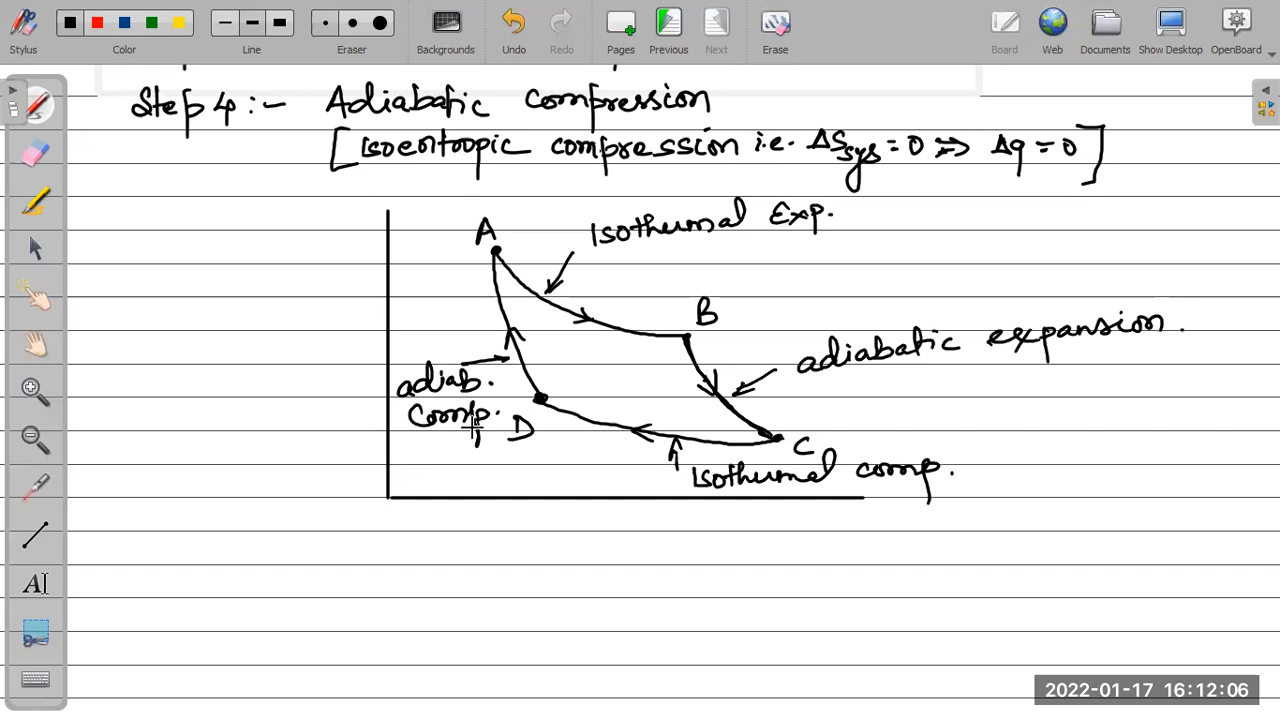 Stylus Color Line Eraser Backgrounds Undo Redo Pages Previous Next Erase Board Web Documents Show Desktop OpenBoard
Step 4 :- Adiabatic Compression
[Isoentropic compression i.e. ΔSsys = 0 ⇒ Δq = 0]
A
Isothermal Exp.
B
adiabatic expansion.
adiab.
Comp.
D
C
Isothermal comp.
AI
2022-01-17 16:12:06